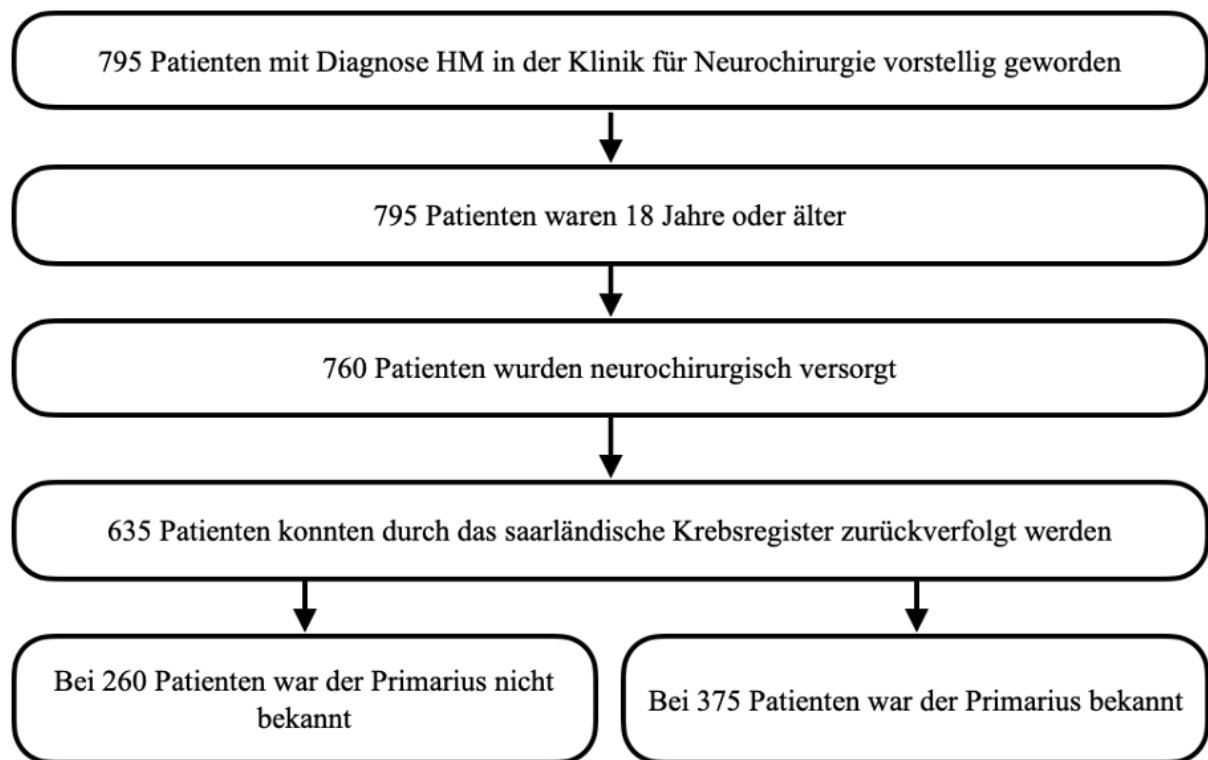 795 Patienten mit Diagnose HM in der Klinik für Neurochirurgie vorstellig geworden
795 Patienten waren 18 Jahre oder älter
760 Patienten wurden neurochirurgisch versorgt
635 Patienten konnten durch das saarländische Krebsregister zurückverfolgt werden
Bei 260 Patienten war der Primarius nicht
bekannt
Bei 375 Patienten war der Primarius bekannt